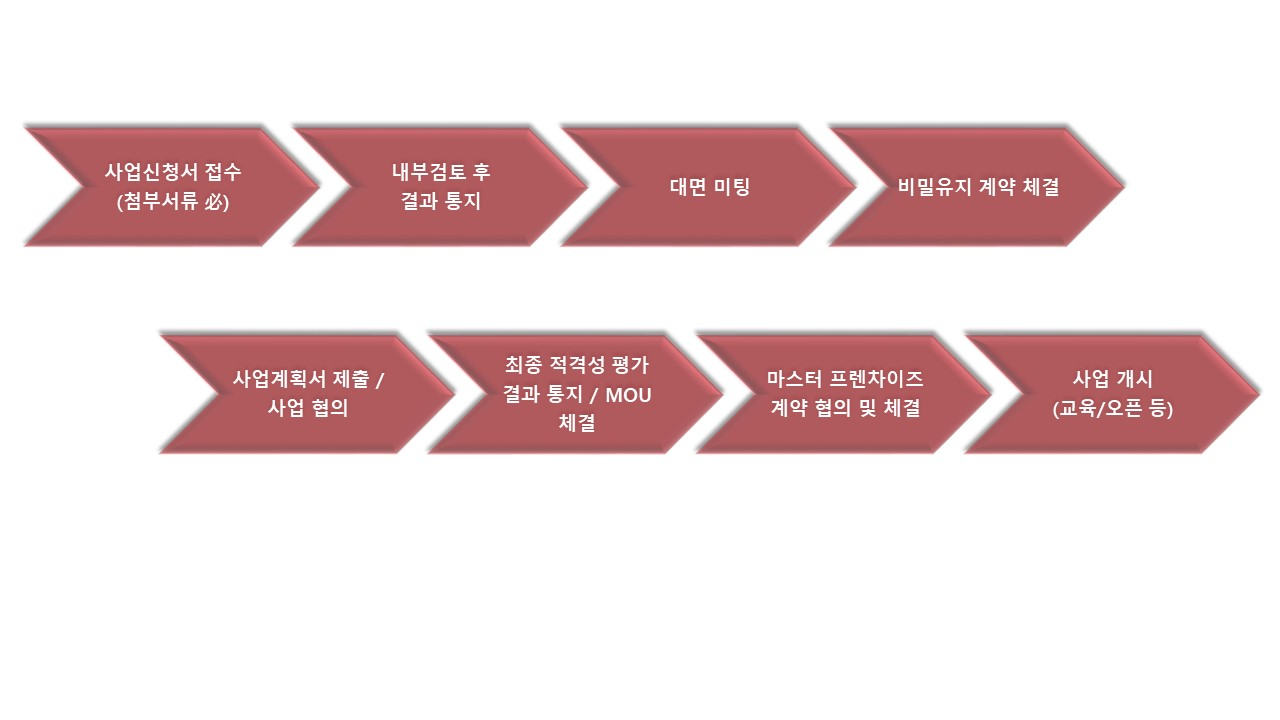 사업신청서 접수
(첨부서류 必)
내부검토 후
결과 통지
대면 미팅
비밀유지 계약 체결
사업계획서 제출 /
사업 협의
최종 적격성 평가
결과 통지 / MOU
체결
마스터 프렌차이즈
계약 협의 및 체결
사업 개시
(교육/오픈 등)